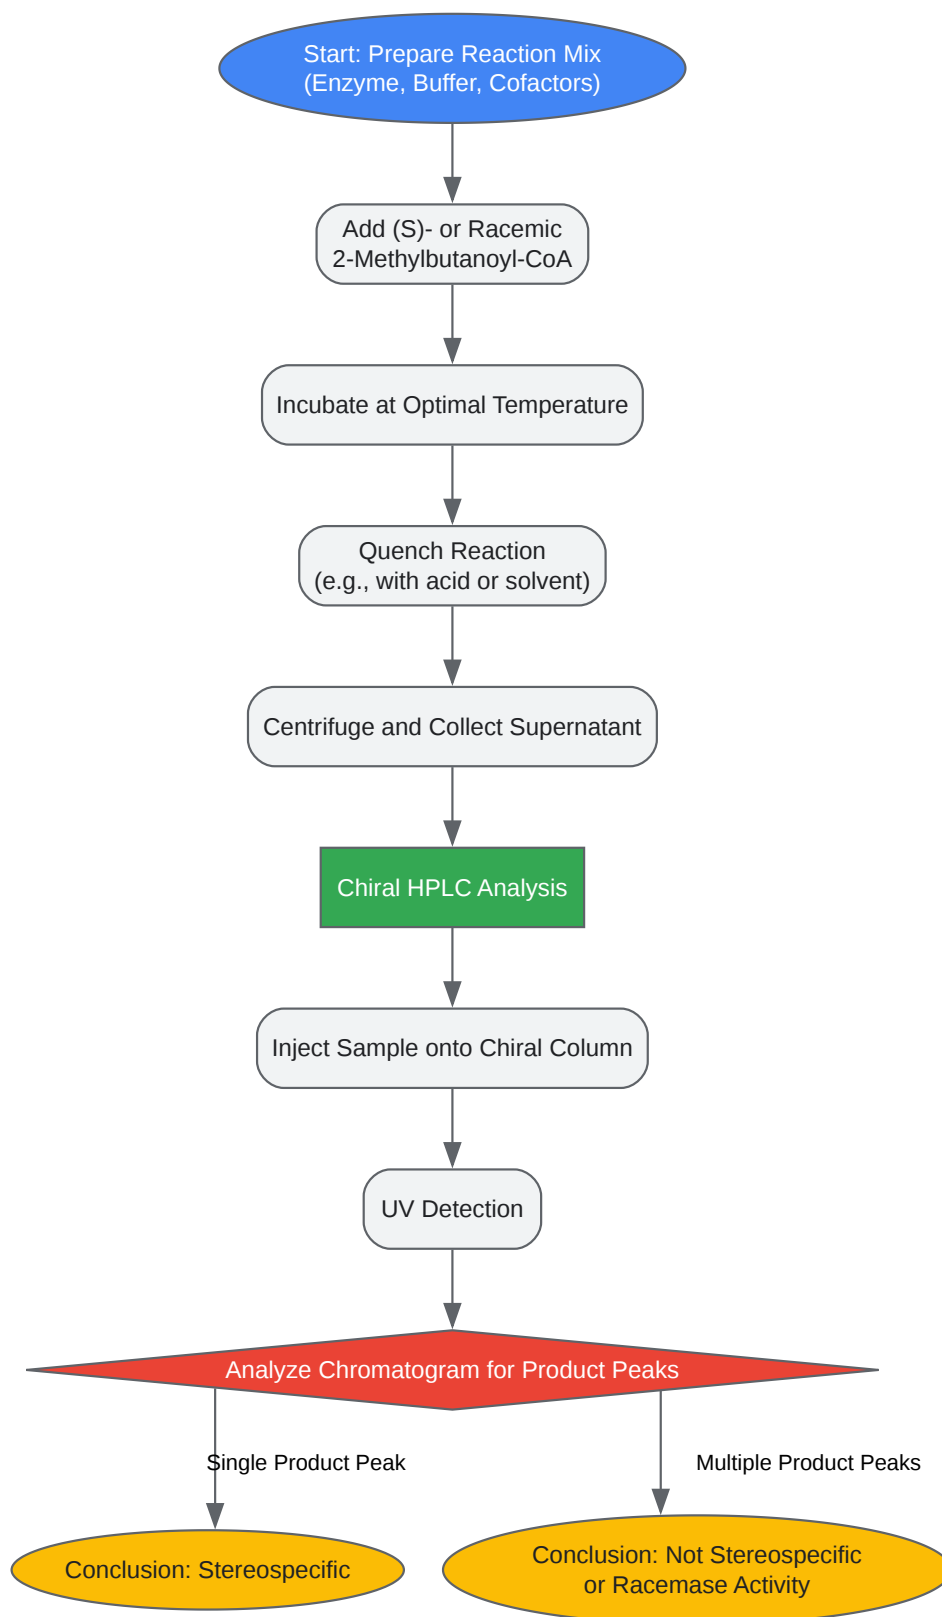 Start: Prepare Reaction Mix
(Enzyme, Buffer, Cofactors)
Add (S)- or Racemic
2-Methylbutanoyl-CoA
Incubate at Optimal Temperature
Quench Reaction
(e.g., with acid or solvent)
Centrifuge and Collect Supernatant
Chiral HPLC Analysis
Inject Sample onto Chiral Column
UV Detection
Analyze Chromatogram for Product Peaks
Single Product Peak
Multiple Product Peaks
Conclusion: Stereospecific
Conclusion: Not Stereospecific
or Racemase Activity